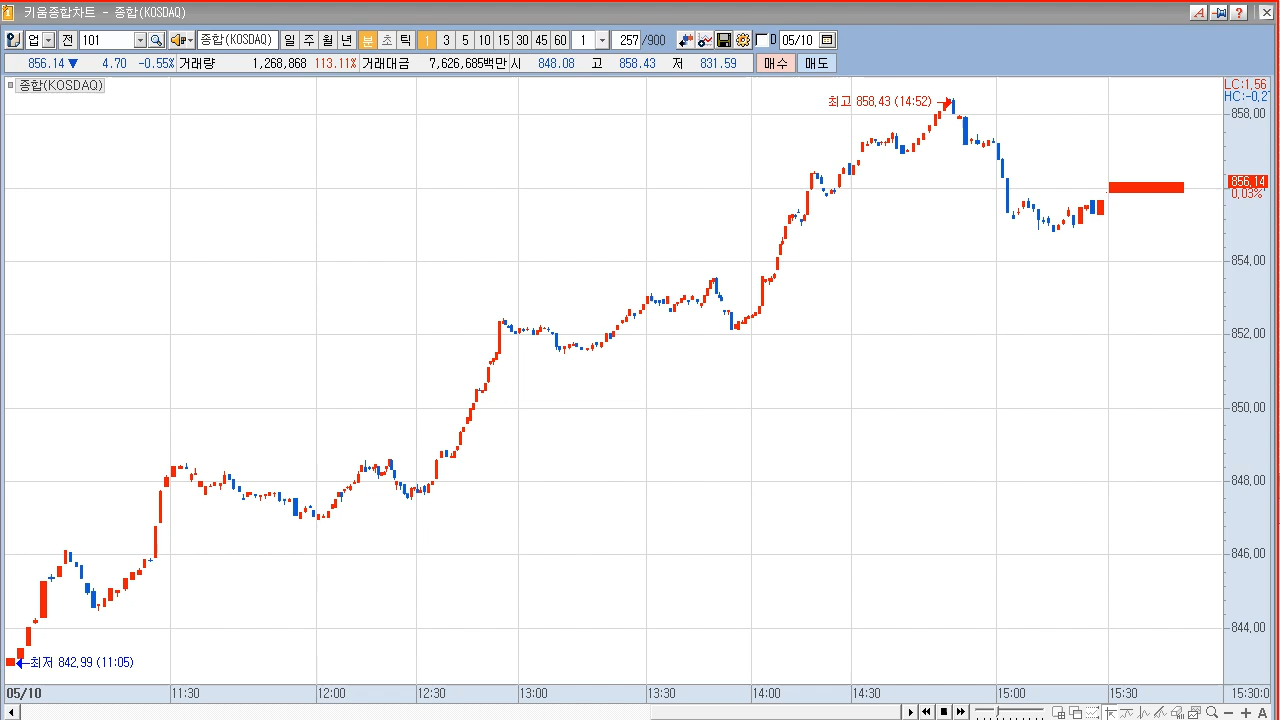 키움종합차트 - 종합(KOSDAQ)
업 전 101 종합(KOSDAQ) 일 주 월 년 분 초 틱 1 3 5 10 15 30 45 60 1 257 /900 D 05/10
856.14 ▼ 4.70 -0.55% 거래량 1,268,868 113.11% 거래대금 7,626,685백만 시 848.08 고 858.43 저 831.59 매수 매도
종합(KOSDAQ)
LC:1.56
HC:-0.2
최고 858.43 (14:52)
858.00
856.14
0.03%
854.00
852.00
850.00
848.00
846.00
844.00
최저 842.99 (11:05)
05/10 11:30 12:00 12:30 13:00 13:30 14:00 14:30 15:00 15:30 15:30:0